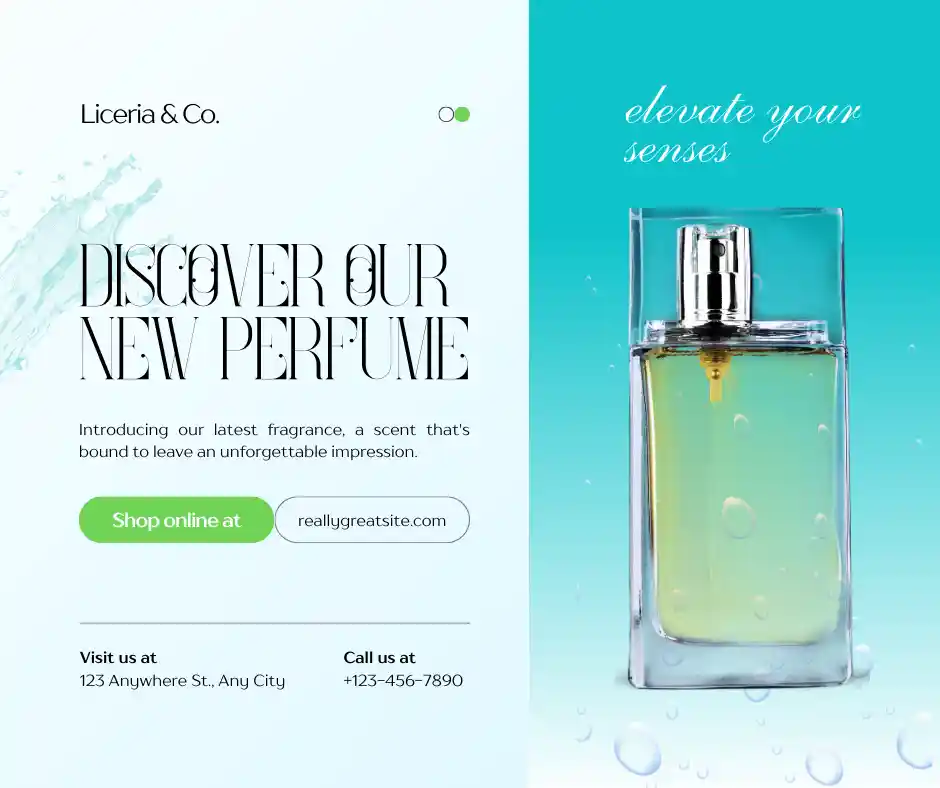 Liceria & Co.
DISCOVER OUR
NEW PERFUME
Introducing our latest fragrance, a scent that's
bound to leave an unforgettable impression.
Shop online at
reallygreatsite.com
Visit us at
123 Anywhere St., Any City
Call us at
+123-456-7890
elevate your
senses